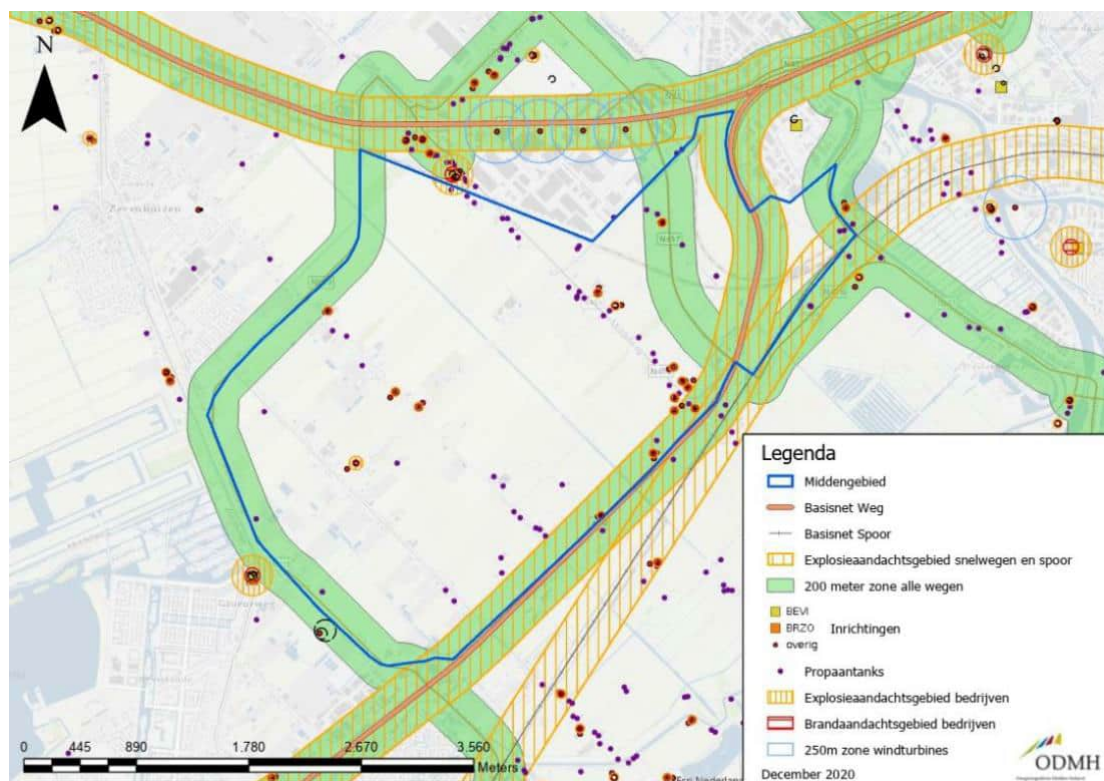 N
Zevenhuizen
N457
Legenda
Middengebied
Basisnet Weg
Basisnet Spoor
Explosieaandachtsgebied snelwegen en spoor
200 meter zone alle wegen
BEVI
BRZO Inrichtingen
overig
Propaantanks
Explosieaandachtsgebied bedrijven
Brandaandachtsgebied bedrijven
250m zone windturbines
December 2020
ODMH
0 445 890 1.780 2.670 3.560
Meters